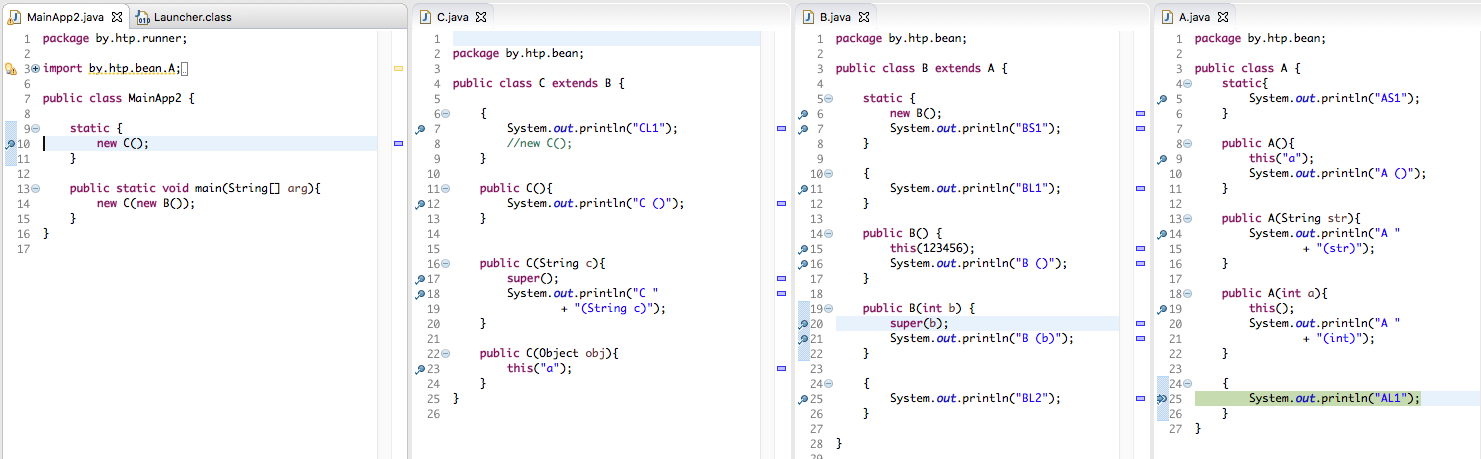 MainApp2.java
Launcher.class
1 package by.htp.runner;
2
3 import by.htp.bean.A;
6
7 public class MainApp2 {
8
9 static {
10 new C();
11 }
12
13 public static void main(String[] arg){
14 new C(new B());
15 }
16 }
17
C.java
1
2 package by.htp.bean;
3
4 public class C extends B {
5
6 {
7 System.out.println("CL1");
8 //new C();
9 }
10
11 public C(){
12 System.out.println("C ()");
13 }
14
15
16 public C(String c){
17 super();
18 System.out.println("C "
19 + "(String c)");
20 }
21
22 public C(Object obj){
23 this("a");
24 }
25 }
26
B.java
1 package by.htp.bean;
2
3 public class B extends A {
4
5 static {
6 new B();
7 System.out.println("BS1");
8 }
9
10 {
11 System.out.println("BL1");
12 }
13
14 public B() {
15 this(123456);
16 System.out.println("B ()");
17 }
18
19 public B(int b) {
20 super(b);
21 System.out.println("B (b)");
22 }
23
24 {
25 System.out.println("BL2");
26 }
27
28 }
29
A.java
1 package by.htp.bean;
2
3 public class A {
4 static{
5 System.out.println("AS1");
6 }
7
8 public A(){
9 this("a");
10 System.out.println("A ()");
11 }
12
13 public A(String str){
14 System.out.println("A "
15 + "(str)");
16 }
17
18 public A(int a){
19 this();
20 System.out.println("A "
21 + "(int)");
22 }
23
24 {
25 System.out.println("AL1");
26 }
27 }